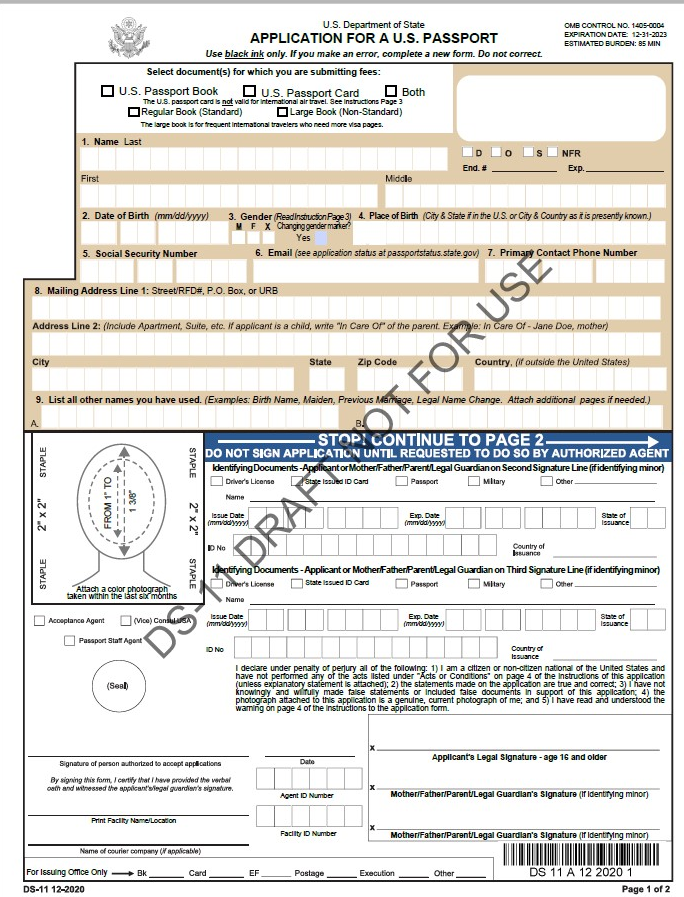 U.S. Department of State
APPLICATION FOR A U.S. PASSPORT
Use black ink only. If you make an error, complete a new form. Do not correct.
OMB CONTROL NO. 1405-0004
EXPIRATION DATE: 12-31-2023
ESTIMATED BURDEN: 85 MIN
Select document(s) for which you are submitting fees:
U.S. Passport Book U.S. Passport Card Both
The U.S. passport card is not valid for international air travel. See Instructions Page 3
Regular Book (Standard) Large Book (Non-Standard)
The large book is for frequent international travelers who need more visa pages.
1. Name Last
D O S NFR
End. # Exp.
First Middle
2. Date of Birth (mm/dd/yyyy) 3. Gender (Read Instruction Page 3) 4. Place of Birth (City & State if in the U.S. or City & Country as it is presently known.)
M F X Changing gender marker?
Yes
5. Social Security Number 6. Email (see application status at passportstatus.state.gov) 7. Primary Contact Phone Number
8. Mailing Address Line 1: Street/RFD#, P.O. Box, or URB
Address Line 2: (Include Apartment, Suite, etc. If applicant is a child, write "In Care Of" of the parent. Example: In Care Of - Jane Doe, mother)
City State Zip Code Country, (if outside the United States)
9. List all other names you have used. (Examples: Birth Name, Maiden, Previous Marriage, Legal Name Change. Attach additional pages if needed.)
A. B.
DS-11 DRAFT NOT FOR USE
STOP! CONTINUE TO PAGE 2
DO NOT SIGN APPLICATION UNTIL REQUESTED TO DO SO BY AUTHORIZED AGENT
STAPLE STAPLE
2" X 2" FROM 1" TO 1 3/8" 2" X 2"
STAPLE STAPLE
Attach a color photograph
taken within the last six months
Identifying Documents - Applicant or Mother/Father/Parent/Legal Guardian on Second Signature Line (if identifying minor)
Driver's License State Issued ID Card Passport Military Other
Name
Issue Date (mm/dd/yyyy) Exp. Date (mm/dd/yyyy) State of Issuance
ID No Country of Issuance
Identifying Documents - Applicant or Mother/Father/Parent/Legal Guardian on Third Signature Line (if identifying minor)
Driver's License State Issued ID Card Passport Military Other
Name
Issue Date (mm/dd/yyyy) Exp. Date (mm/dd/yyyy) State of Issuance
ID No Country of Issuance
Acceptance Agent (Vice) Consul USA
Passport Staff Agent
(Seal)
I declare under penalty of perjury all of the following: 1) I am a citizen or non-citizen national of the United States and
have not performed any of the acts listed under "Acts or Conditions" on page 4 of the instructions of this application
(unless explanatory statement is attached); 2) the statements made on the application are true and correct; 3) I have not
knowingly and willfully made false statements or included false documents in support of this application; 4) the
photograph attached to this application is a genuine, current photograph of me; and 5) I have read and understood the
warning on page 4 of the instructions to the application form.
x
Applicant's Legal Signature - age 16 and older
x
Mother/Father/Parent/Legal Guardian's Signature (if identifying minor)
x
Mother/Father/Parent/Legal Guardian's Signature (if identifying minor)
Signature of person authorized to accept applications Date
By signing this form, I certify that I have provided the verbal
oath and witnessed the applicant's/legal guardian's signature.
Agent ID Number
Print Facility Name/Location
Facility ID Number
Name of courier company (if applicable)
For Issuing Office Only Bk Card EF Postage Execution Other
DS 11 A 12 2020 1
DS-11 12-2020 Page 1 of 2